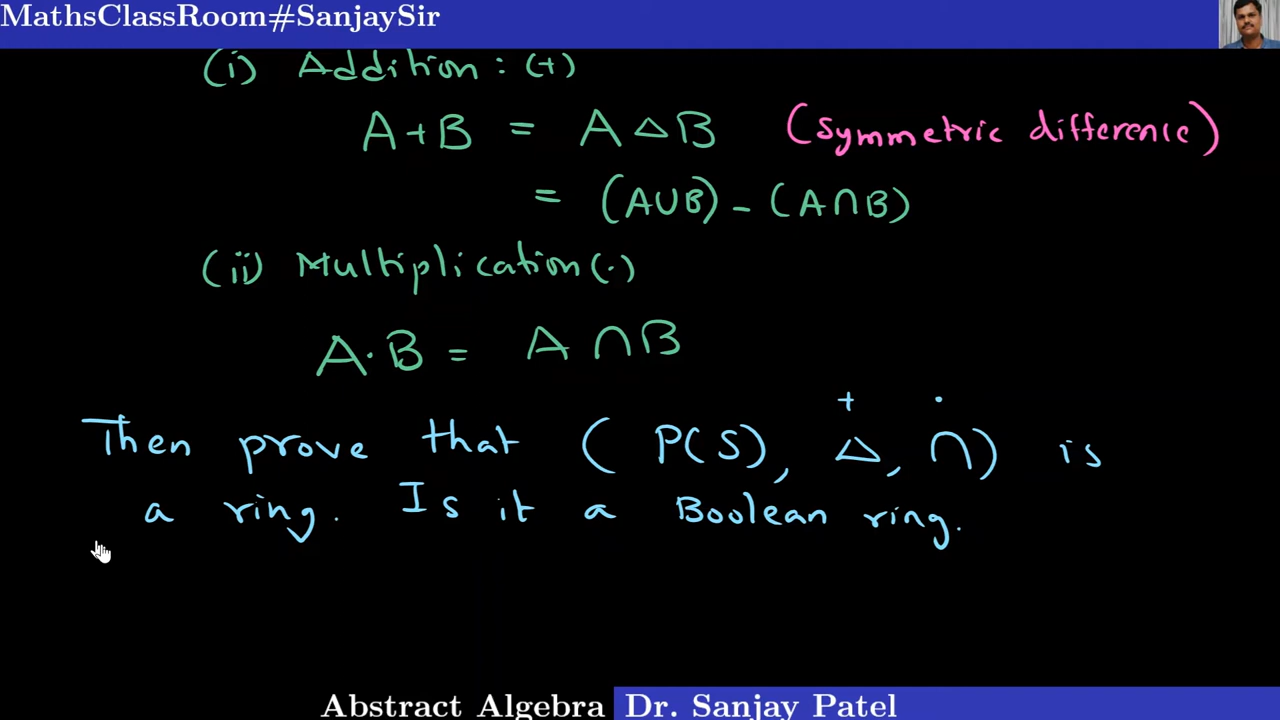 MathsClassRoom#SanjaySir
(i) Addition : (+)
A+B = A △ B (Symmetric difference)
= (A∪B) - (A∩B)
(ii) Multiplication (·)
A·B = A ∩ B
+ ·
Then prove that ( P(S), △, ∩) is
a ring. Is it a Boolean ring.
Abstract Algebra Dr. Sanjay Patel